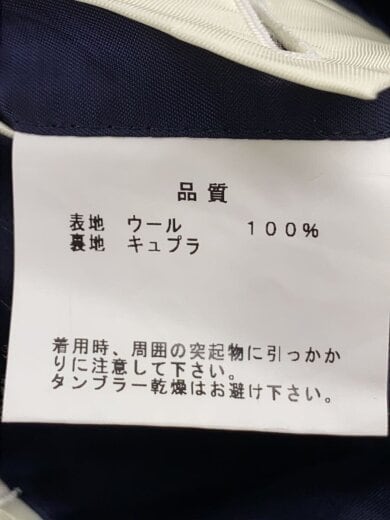 品質
表地 ウール 100%
裏地 キュプラ
着用時、周囲の突起物に引っかか
りに注意して下さい。
タンブラー乾燥はお避け下さい。